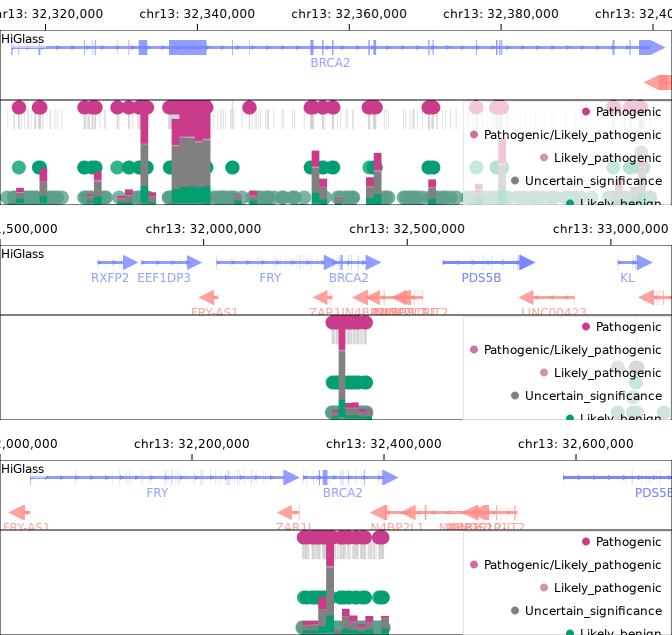 chr13: 32,320,000 chr13: 32,340,000 chr13: 32,360,000 chr13: 32,380,000
HiGlass
BRCA2
Pathogenic
Pathogenic/Likely_pathogenic
Likely_pathogenic
Uncertain_significance
Likely_benign
,500,000 chr13: 32,000,000 chr13: 32,500,000 chr13: 33,000,000
HiGlass
RXFP2 EEF1DP3 FRY BRCA2 PDS5B KL
FRY-AS1 LINC00423
Pathogenic
Pathogenic/Likely_pathogenic
Likely_pathogenic
Uncertain_significance
Likely_benign
,000,000 chr13: 32,200,000 chr13: 32,400,000 chr13: 32,600,000
HiGlass
FRY BRCA2 PDS5B
FRY-AS1 ZAR1L N4BP2L1
Pathogenic
Pathogenic/Likely_pathogenic
Likely_pathogenic
Uncertain_significance
Likely_benign